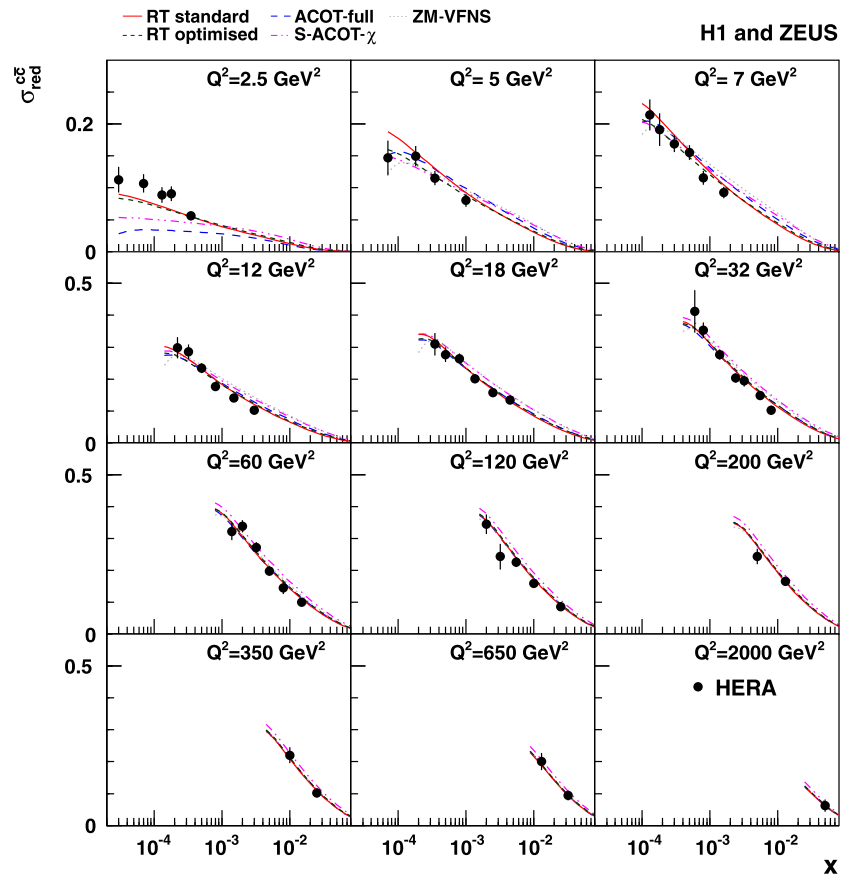 RT standard ACOT-full ZM-VFNS
RT optimised S-ACOT-χ
H1 and ZEUS
σ_red^cc̄
Q²=2.5 GeV² Q²= 5 GeV² Q²= 7 GeV²
0.2
0
Q²=12 GeV² Q²=18 GeV² Q²=32 GeV²
0.5
0
Q²=60 GeV² Q²=120 GeV² Q²=200 GeV²
0.5
0
Q²=350 GeV² Q²=650 GeV² Q²=2000 GeV²
0.5
HERA
0
10⁻⁴ 10⁻³ 10⁻² 10⁻⁴ 10⁻³ 10⁻² 10⁻⁴ 10⁻³ 10⁻²
x